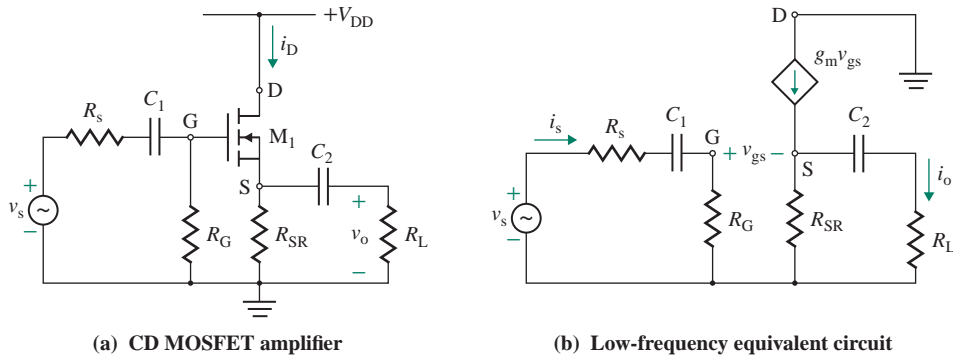 +V_DD
i_D
D
R_s
C_1
G
M_1
C_2
S
+
v_s
~
−
R_G
R_SR
+
v_o
−
R_L
(a) CD MOSFET amplifier
D
g_m v_gs
i_s
R_s
C_1
G
+ v_gs −
S
C_2
i_o
+
v_s
~
−
R_G
R_SR
R_L
(b) Low-frequency equivalent circuit